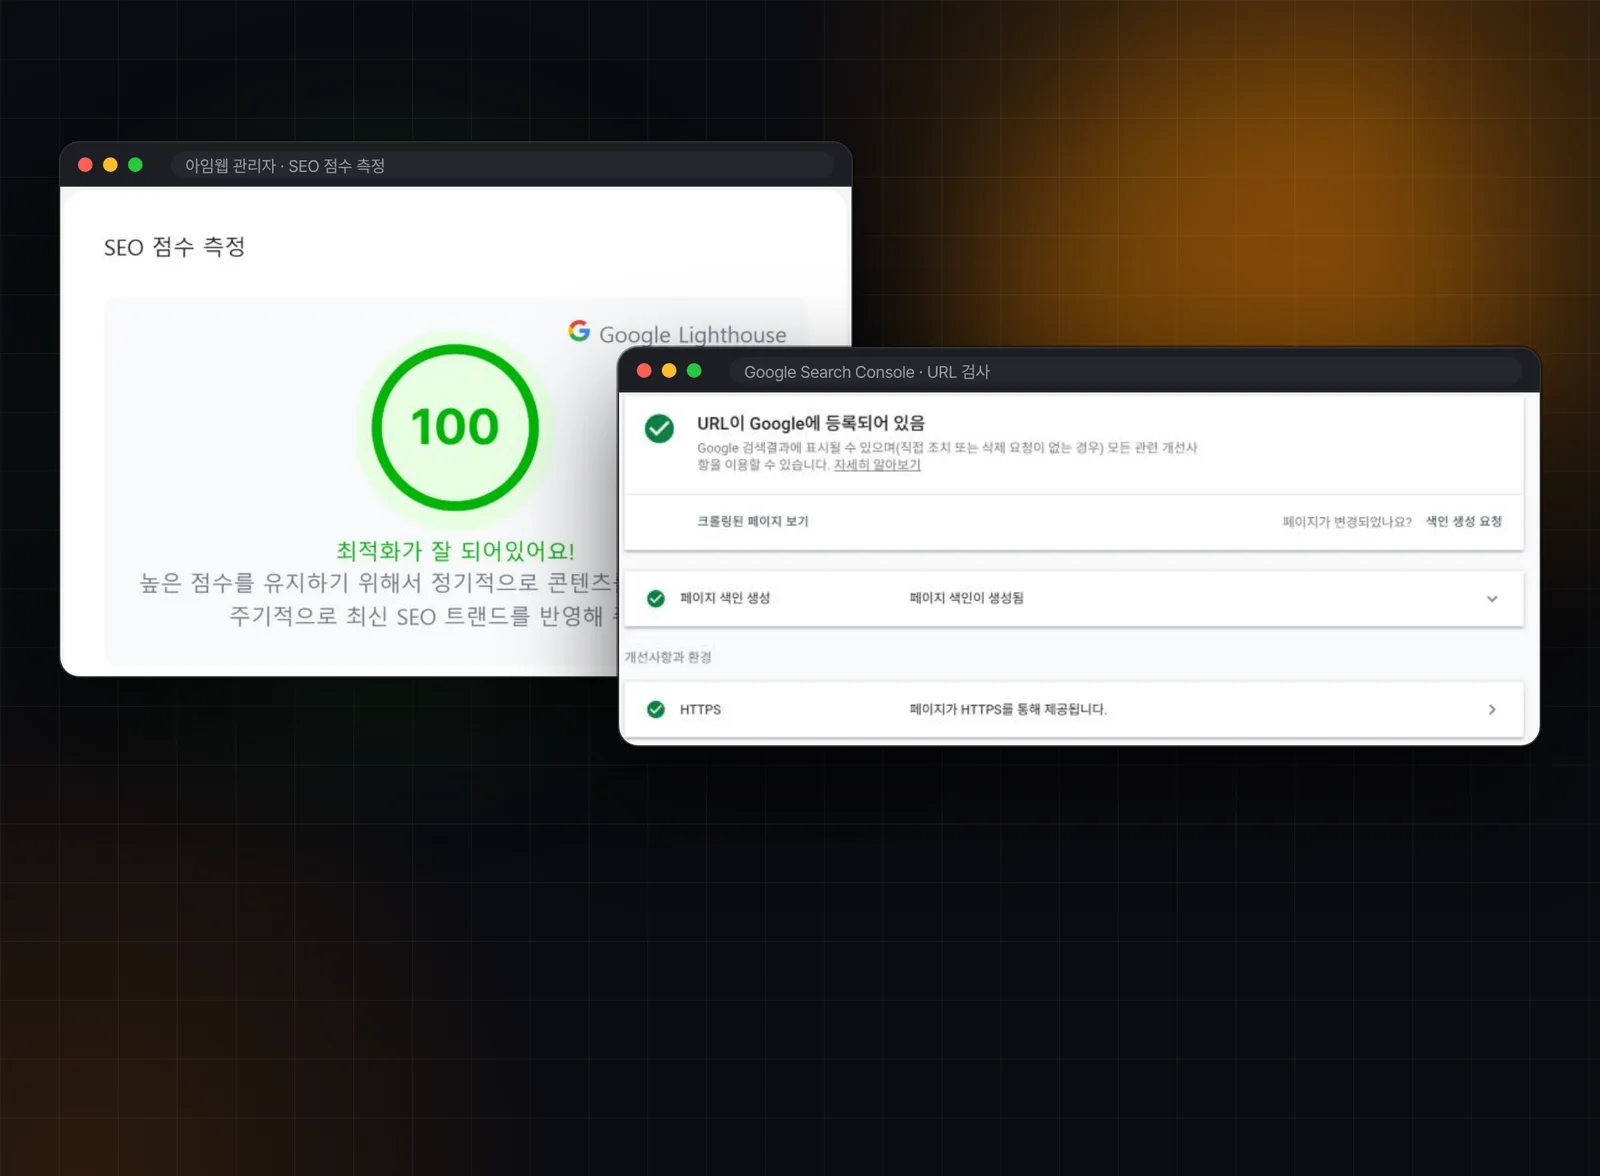 아임웹 관리자 · SEO 점수 측정
SEO 점수 측정
Google Lighthouse
100
최적화가 잘 되어있어요!
높은 점수를 유지하기 위해서 정기적으로 콘텐츠
주기적으로 최신 SEO 트랜드를 반영해
Google Search Console · URL 검사
URL이 Google에 등록되어 있음
Google 검색결과에 표시될 수 있으며(직접 조치 또는 삭제 요청이 없는 경우) 모든 관련 개선사
항을 이용할 수 있습니다. 자세히 알아보기
크롤링된 페이지 보기
페이지가 변경되었나요? 색인 생성 요청
페이지 색인 생성 페이지 색인이 생성됨
개선사항과 환경
HTTPS 페이지가 HTTPS를 통해 제공됩니다.